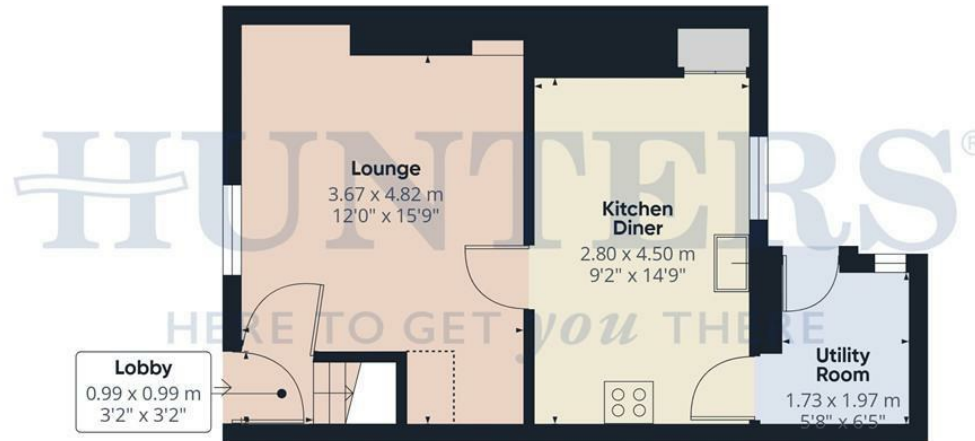 HUNTERS®
HERE TO GET you THERE
Lounge
3.67 x 4.82 m
12'0" x 15'9"
Kitchen
Diner
2.80 x 4.50 m
9'2" x 14'9"
Lobby
0.99 x 0.99 m
3'2" x 3'2"
Utility
Room
1.73 x 1.97 m
5'8" x 6'5"